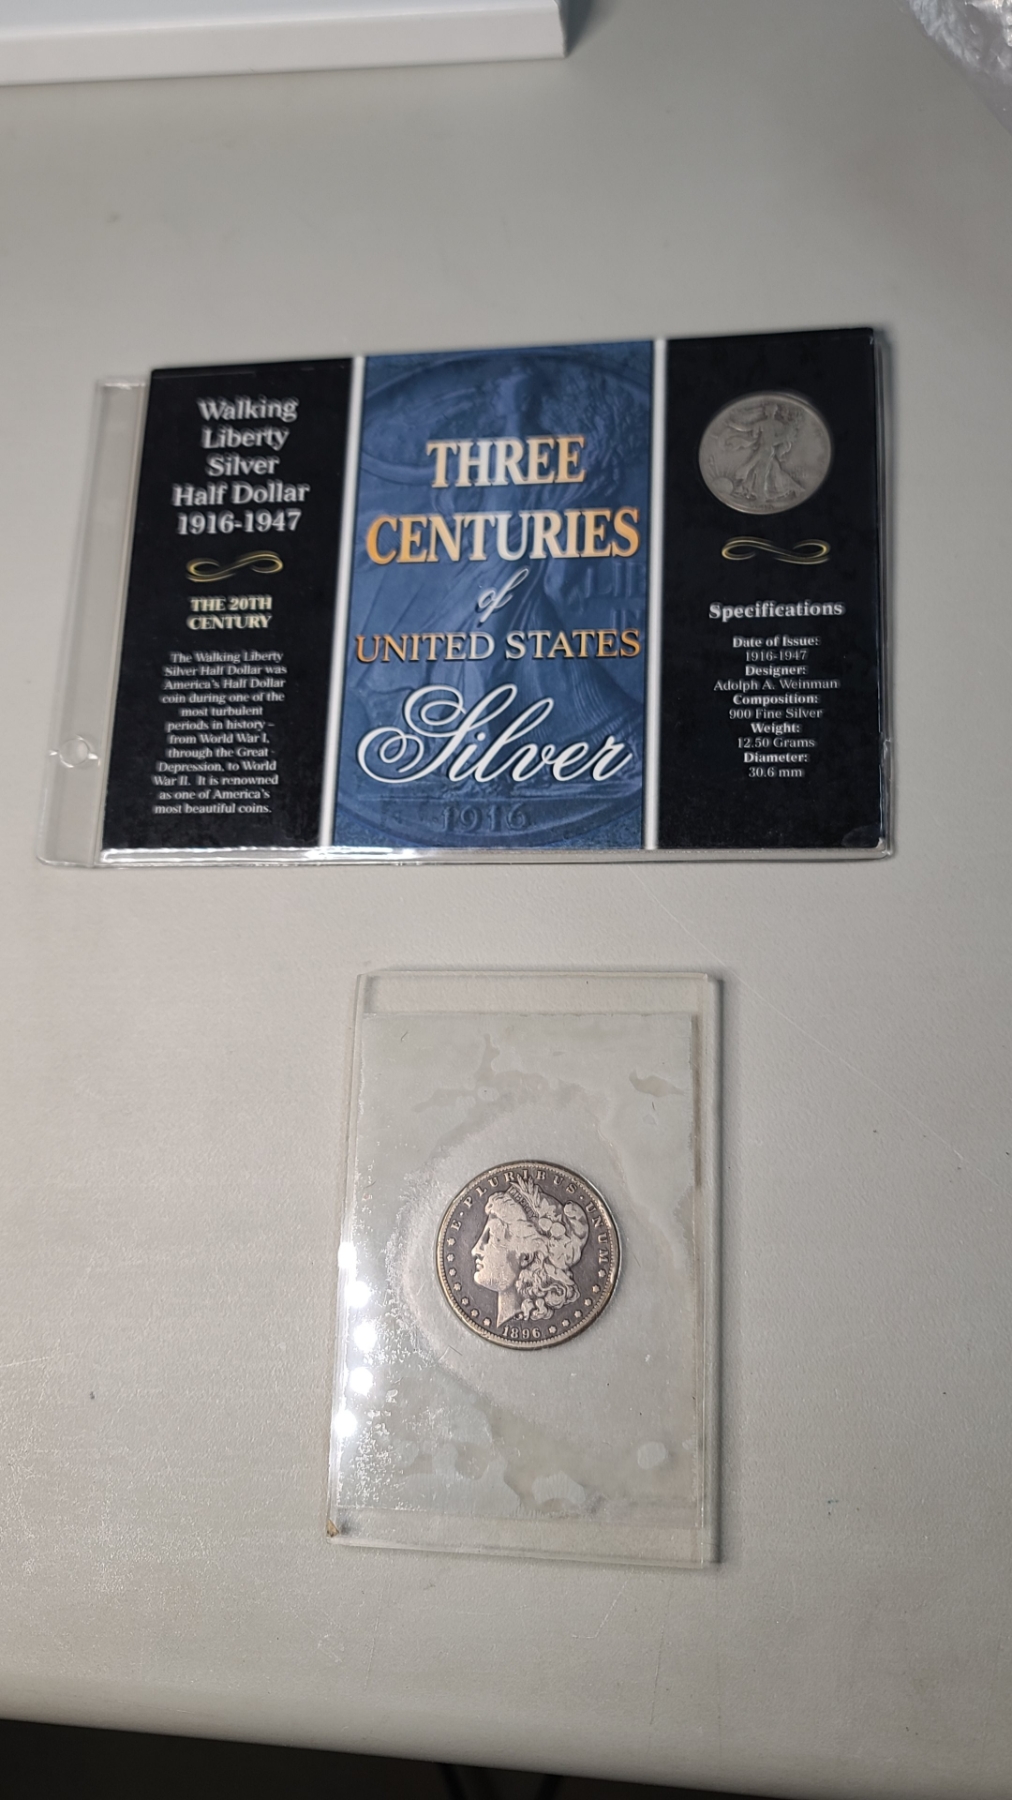 Walking
Liberty
Silver
Half Dollar
1916-1947
THE 20TH
CENTURY
The Walking Liberty
Silver Half Dollar was
America's Half Dollar
coin during one of the
most turbulent
periods in history –
from World War I,
through the Great
Depression, to World
War II. It is renowned
as one of America's
most beautiful coins.
THREE
CENTURIES
of
UNITED STATES
Silver
1916
Specifications
Date of Issue:
1916-1947
Designer:
Adolph A. Weinman
Composition:
900 Fine Silver
Weight:
12.50 Grams
Diameter:
30.6 mm
E·PLURIBUS·UNUM
1896